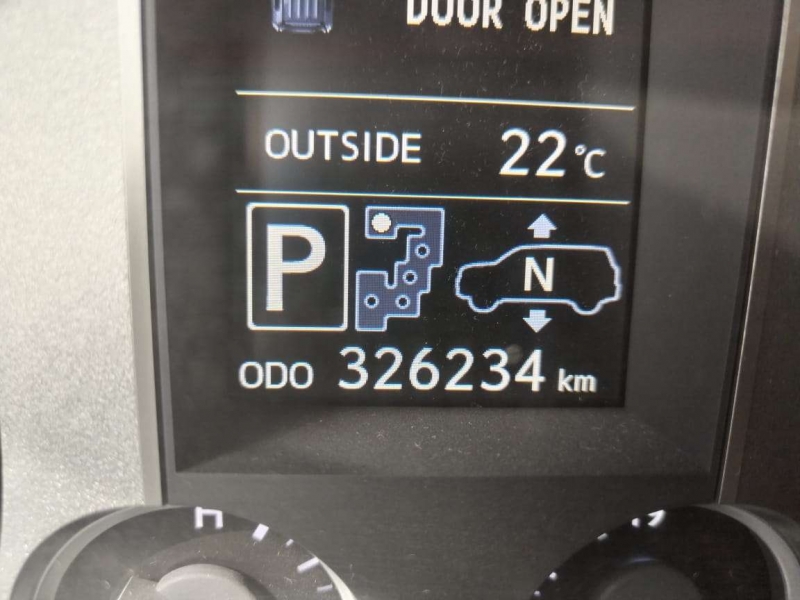 DOOR OPEN
OUTSIDE 22°C
P
N
ODO 326234 km
H